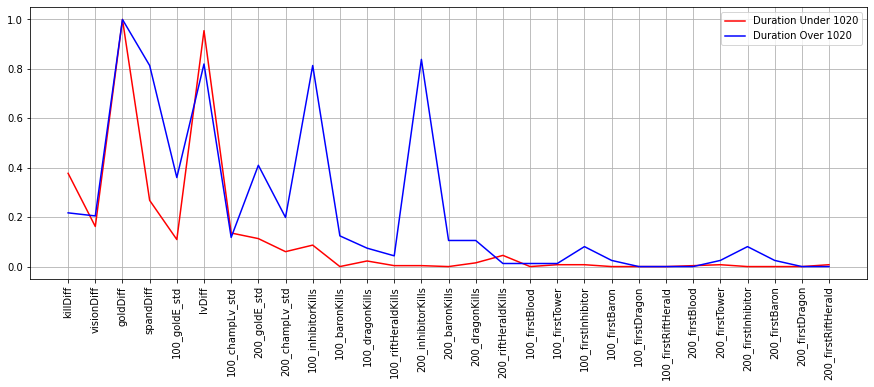 1.0
0.8
0.6
0.4
0.2
0.0
Duration Under 1020
Duration Over 1020
killDiff
visionDiff
goldDiff
spandDiff
100_goldE_std
lvDiff
100_champLv_std
200_goldE_std
200_champLv_std
100_inhibitorKills
100_baronKills
100_dragonKills
100_riftHeraldKills
200_inhibitorKills
200_baronKills
200_dragonKills
200_riftHeraldKills
100_firstBlood
100_firstTower
100_firstInhibitor
100_firstBaron
100_firstDragon
100_firstRiftHerald
200_firstBlood
200_firstTower
200_firstInhibitor
200_firstBaron
200_firstDragon
200_firstRiftHerald